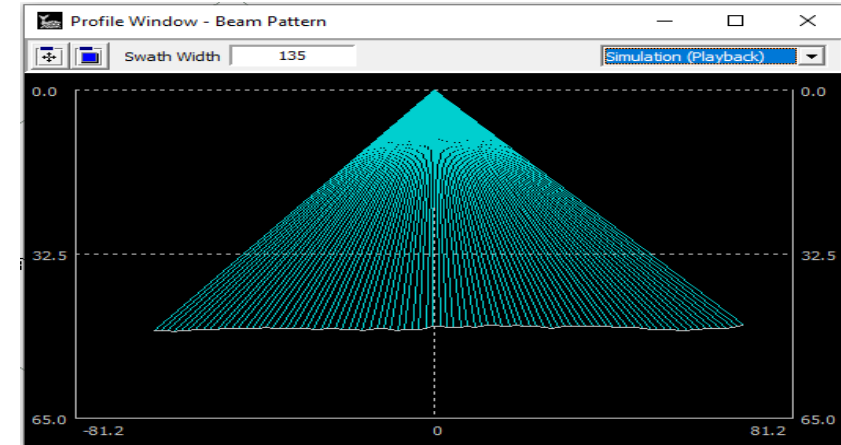 Profile Window - Beam Pattern
Swath Width 135 Simulation (Playback)
0.0 0.0
32.5 32.5
65.0 65.0
-81.2 0 81.2